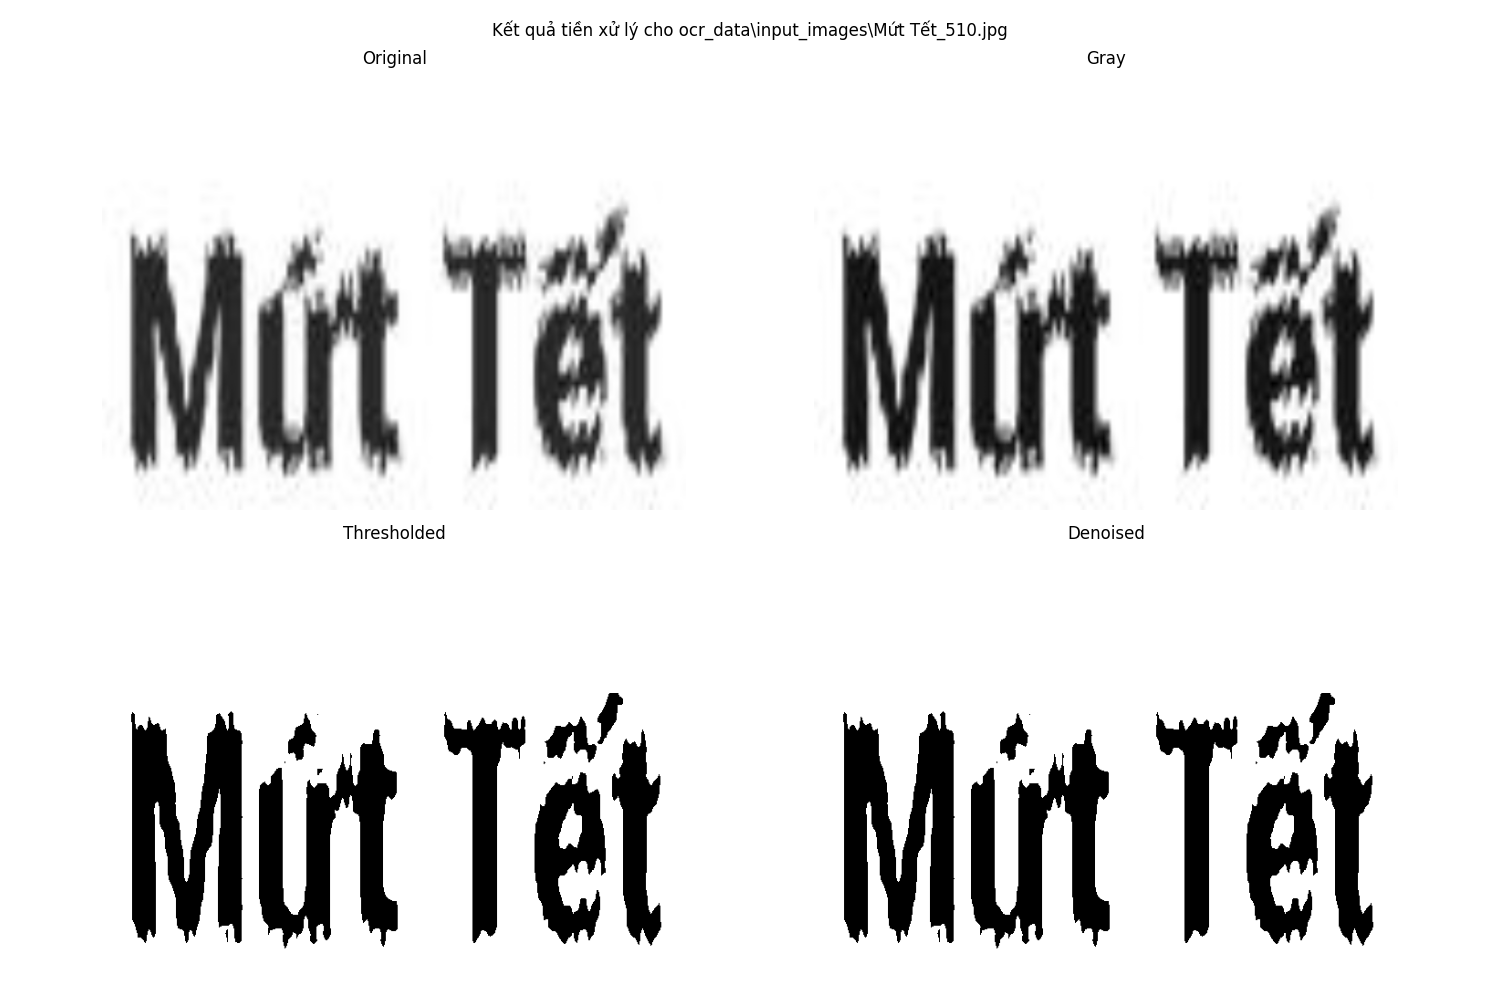 Kết quả tiền xử lý cho ocr_data\input_images\Mứt Tết_510.jpg
Original
Gray
Mứt Tết
Mứt Tết
Thresholded
Denoised
Mứt Tết
Mứt Tết